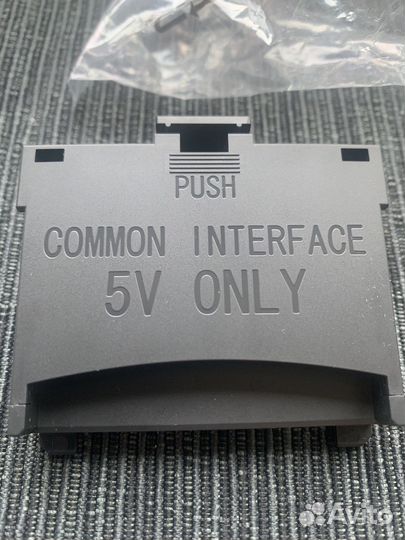 PUSH
COMMON INTERFACE
5V ONLY
Avito